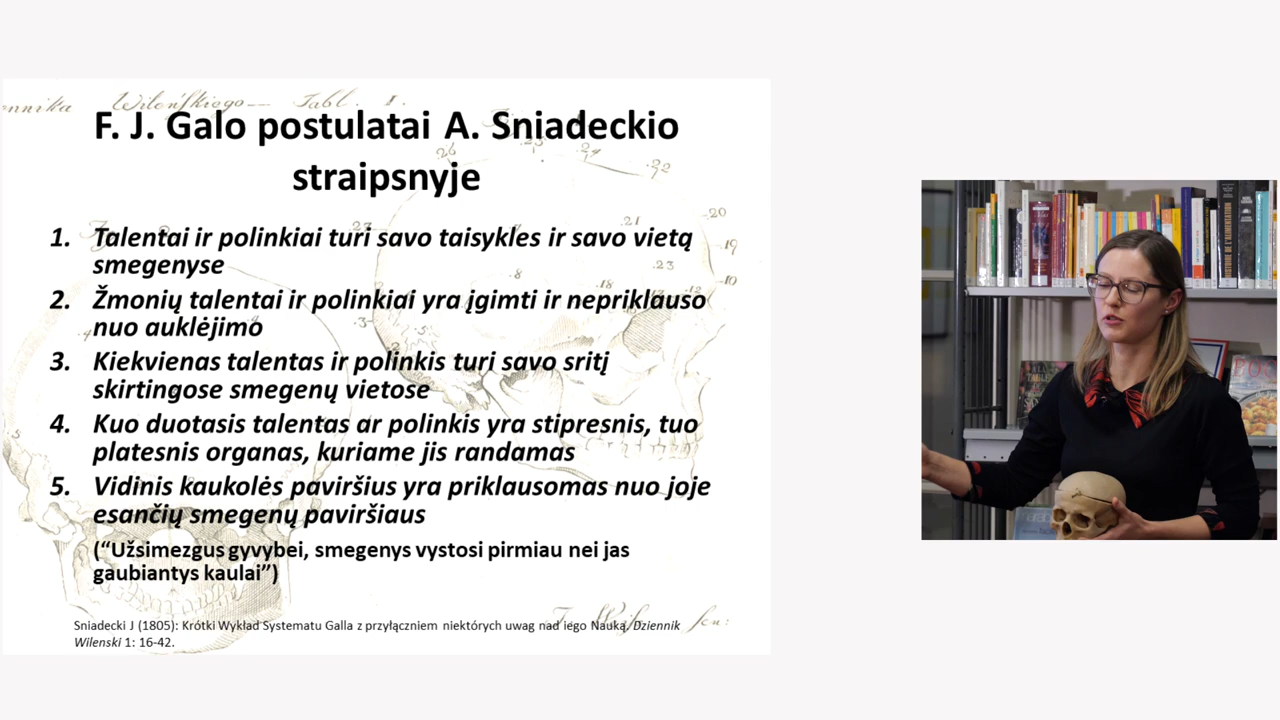 ennika Wileńskiego— Tabl. I.
F. J. Galo postulatai A. Sniadeckio
straipsnyje
1. Talentai ir polinkiai turi savo taisykles ir savo vietą
smegenyse
2. Žmonių talentai ir polinkiai yra įgimti ir nepriklauso
nuo auklėjimo
3. Kiekvienas talentas ir polinkis turi savo sritį
skirtingose smegenų vietose
4. Kuo duotasis talentas ar polinkis yra stipresnis, tuo
platesnis organas, kuriame jis randamas
5. Vidinis kaukolės paviršius yra priklausomas nuo joje
esančių smegenų paviršiaus
(“Užsimezgus gyvybei, smegenys vystosi pirmiau nei jas
gaubiantys kaulai”)
Sniadecki J (1805): Krótki Wykład Systematu Galla z przyłączniem niektórych uwag nad iego Nauką, Dziennik
Wilenski 1: 16-42.